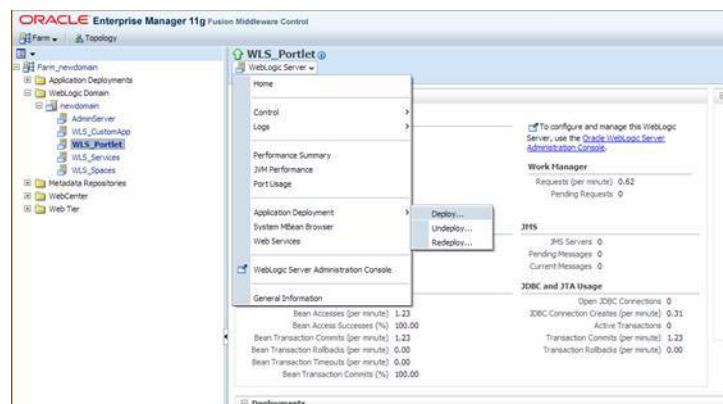 ORACLE Enterprise Manager 11g Fusion Middleware Control
Farm Topology
Farm_newdomain
Application Deployments
WebLogic Domain
newdomain
AdminServer
WLS_CustomApp
WLS_Portlet
WLS_Services
WLS_Spaces
Metadata Repositories
WebCenter
Web Tier
WLS_Portlet
WebLogic Server
Home
Control
Logs
Performance Summary
JVM Performance
Port Usage
Application Deployment
System MBean Browser
Web Services
WebLogic Server Administration Console
General Information
Deploy...
Undeploy...
Redeploy...
To configure and manage this WebLogic
Server, use the Oracle WebLogic Server
Administration Console.
Work Manager
Requests (per minute) 0.62
Pending Requests 0
JMS
JMS Servers 0
Pending Messages 0
Current Messages 0
JDBC and JTA Usage
Open JDBC Connections 0
JDBC Connection Creates (per minute) 0.31
Active Transactions 0
Transaction Commits (per minute) 1.23
Transaction Rollbacks (per minute) 0.00
Bean Accesses (per minute) 1.23
Bean Access Successes (%) 100.00
Bean Transaction Commits (per minute) 1.23
Bean Transaction Rollbacks (per minute) 0.00
Bean Transaction Timeouts (per minute) 0.00
Bean Transaction Commits (%) 100.00
Deployments